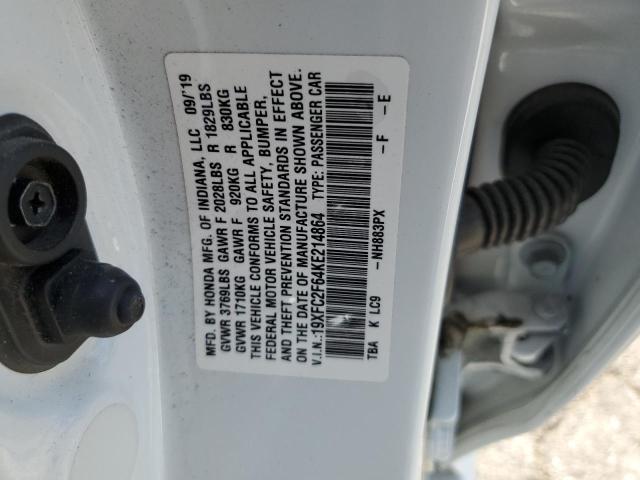 MFD. BY HONDA MFG. OF INDIANA, LLC 09/'19
GVWR 3769LBS GAWR F 2028LBS R 1829LBS
GVWR 1710KG GAWR F 920KG R 830KG
THIS VEHICLE CONFORMS TO ALL APPLICABLE
FEDERAL MOTOR VEHICLE SAFETY, BUMPER,
AND THEFT PREVENTION STANDARDS IN EFFECT
ON THE DATE OF MANUFACTURE SHOWN ABOVE.
V.I.N.:19XFC2F64KE214864 TYPE: PASSENGER CAR
NH883PX - F - E
TBA K LC9